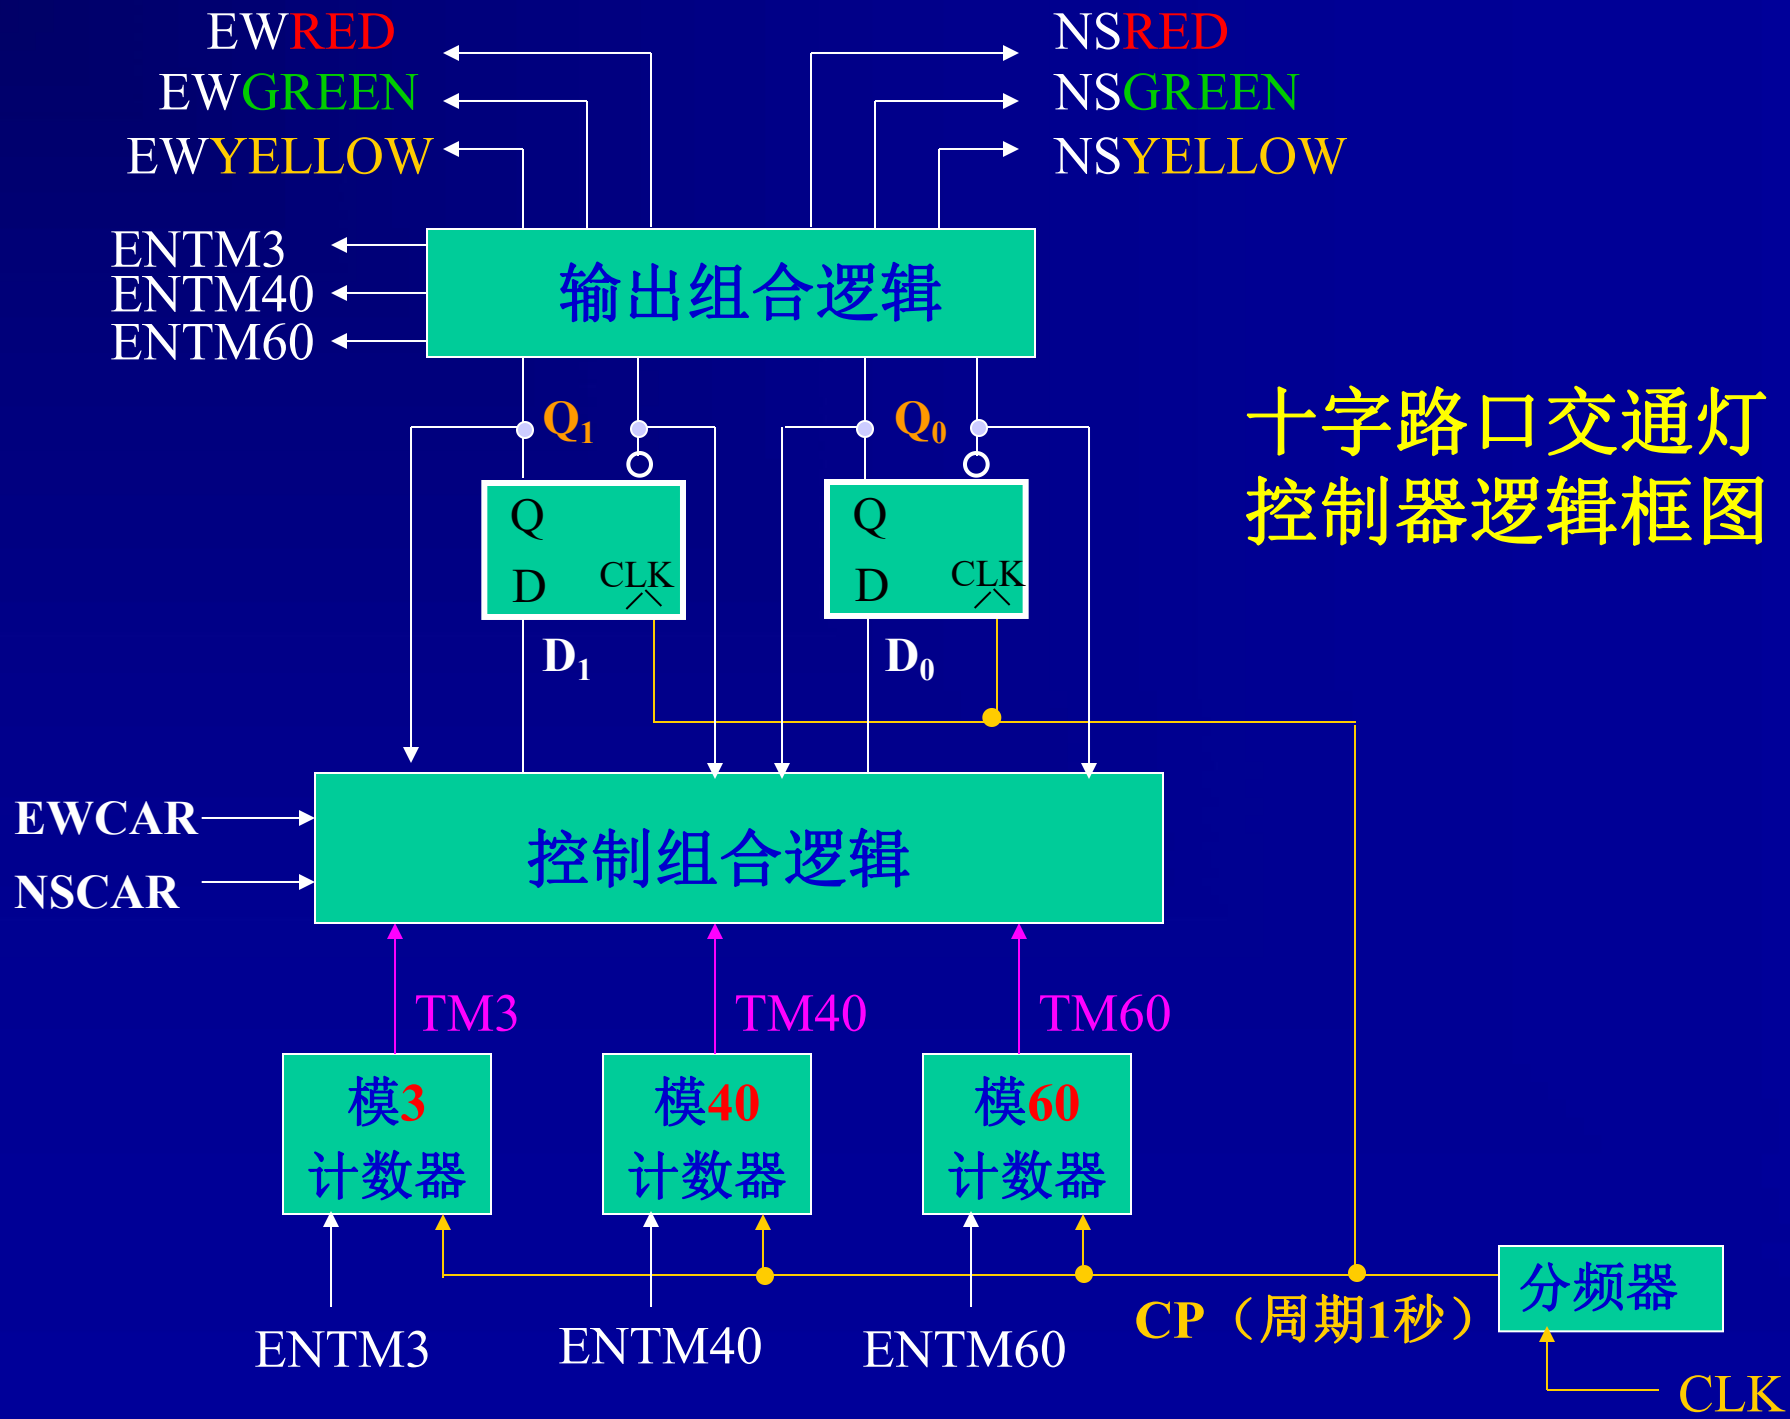 EWRED
NSRED
EWGREEN
NSGREEN
EWYELLOW
NSYELLOW
ENTM3
ENTM40
ENTM60
输出组合逻辑
Q1
Q0
十字路口交通灯
控制器逻辑框图
Q
D
CLK
Q
D
CLK
D1
D0
EWCAR
NSCAR
控制组合逻辑
TM3
TM40
TM60
模3
计数器
模40
计数器
模60
计数器
分频器
CP（周期1秒）
ENTM3
ENTM40
ENTM60
CLK